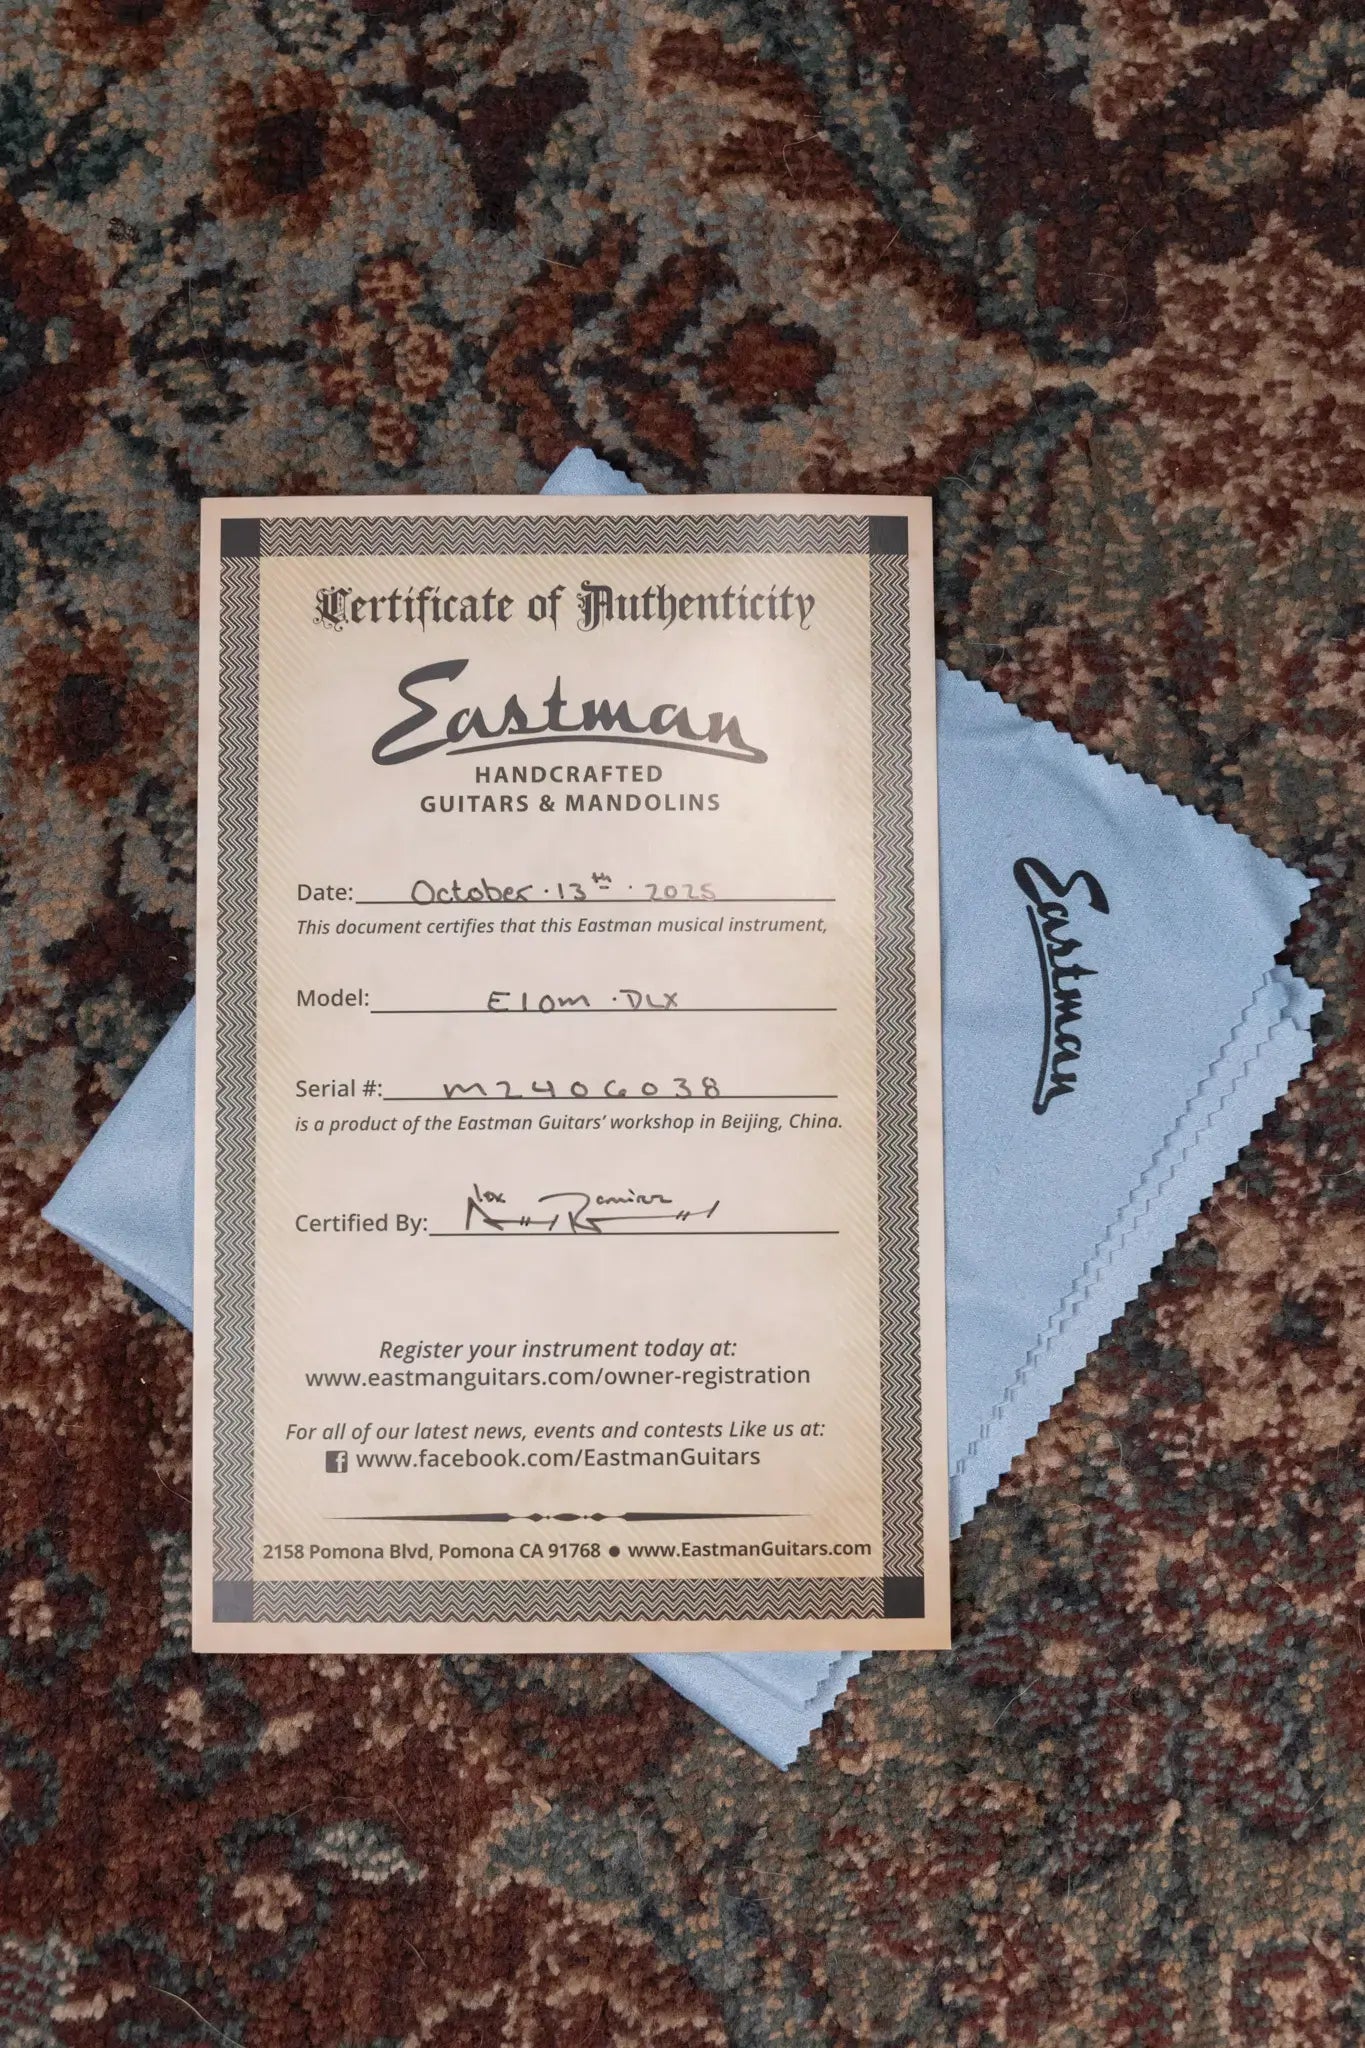 Certificate of Authenticity
Eastman
HANDCRAFTED
GUITARS & MANDOLINS
Date: October · 13th · 2025
This document certifies that this Eastman musical instrument,
Model: E10m · DLX
Serial #: M2406038
is a product of the Eastman Guitars' workshop in Beijing, China.
Certified By: Alex Ramirez
Register your instrument today at:
www.eastmanguitars.com/owner-registration
For all of our latest news, events and contests Like us at:
www.facebook.com/EastmanGuitars
2158 Pomona Blvd, Pomona CA 91768 ● www.EastmanGuitars.com
Eastman